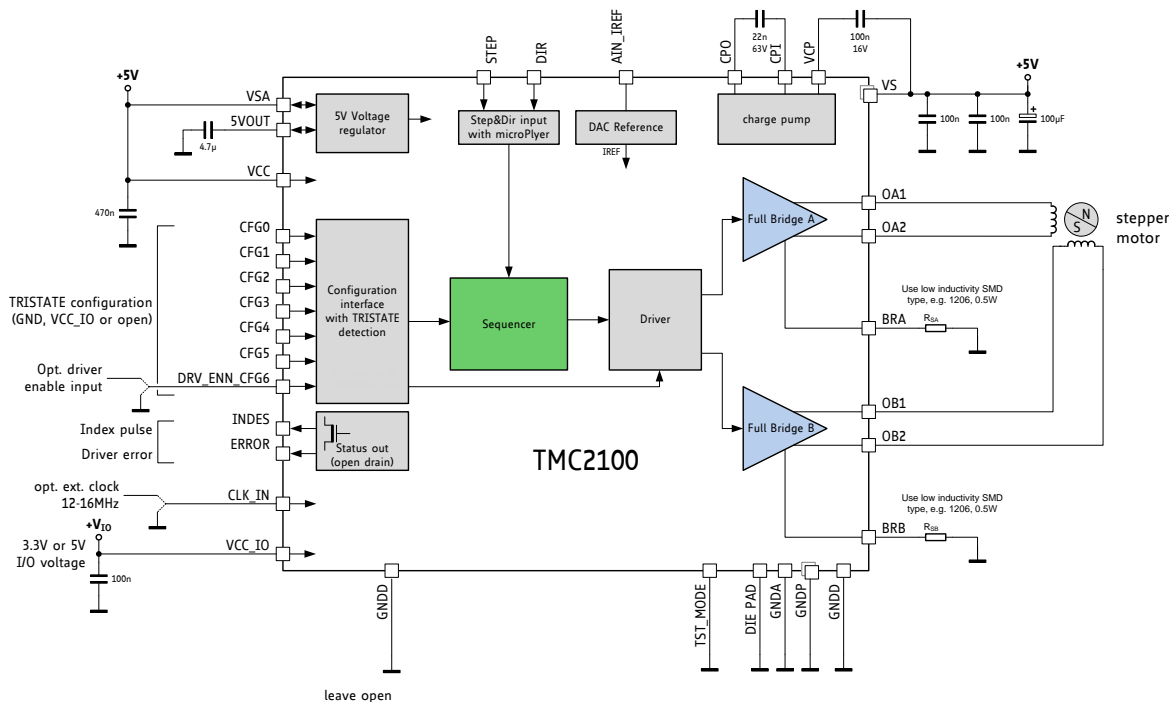 STEP
DIR
AIN_IREF
CPO
22n
63V
CPI
VCP
100n
16V
+5V
VSA
5VOUT
4.7µ
VCC
470n
5V Voltage
regulator
Step&Dir input
with microPlyer
DAC Reference
IREF
charge pump
VS
+5V
100n
100n
+
100µF
TRISTATE configuration
(GND, VCC_IO or open)
CFG0
CFG1
CFG2
CFG3
CFG4
CFG5
DRV_ENN_CFG6
Opt. driver
enable input
Configuration
interface
with TRISTATE
detection
Sequencer
Driver
Full Bridge A
Full Bridge B
OA1
OA2
N
S
stepper
motor
Use low inductivity SMD
type, e.g. 1206, 0.5W
BRA
RSA
OB1
OB2
Use low inductivity SMD
type, e.g. 1206, 0.5W
BRB
RSB
Index pulse
Driver error
INDES
ERROR
Status out
(open drain)
TMC2100
opt. ext. clock
12-16MHz
CLK_IN
+VIO
3.3V or 5V
I/O voltage
VCC_IO
100n
GNDD
TST_MODE
DIE PAD
GNDA
GNDP
GNDD
leave open